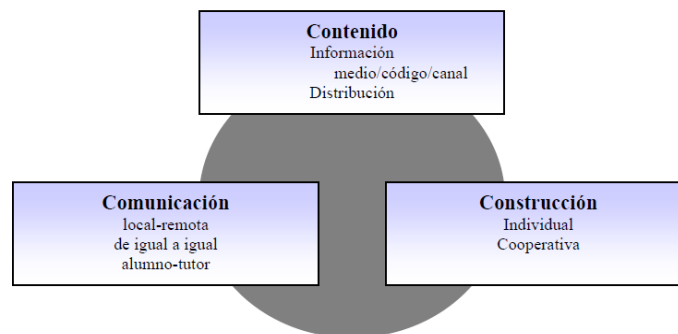 Contenido
Información
medio/código/canal
Distribución
Comunicación
local-remota
de igual a igual
alumno-tutor
Construcción
Individual
Cooperativa